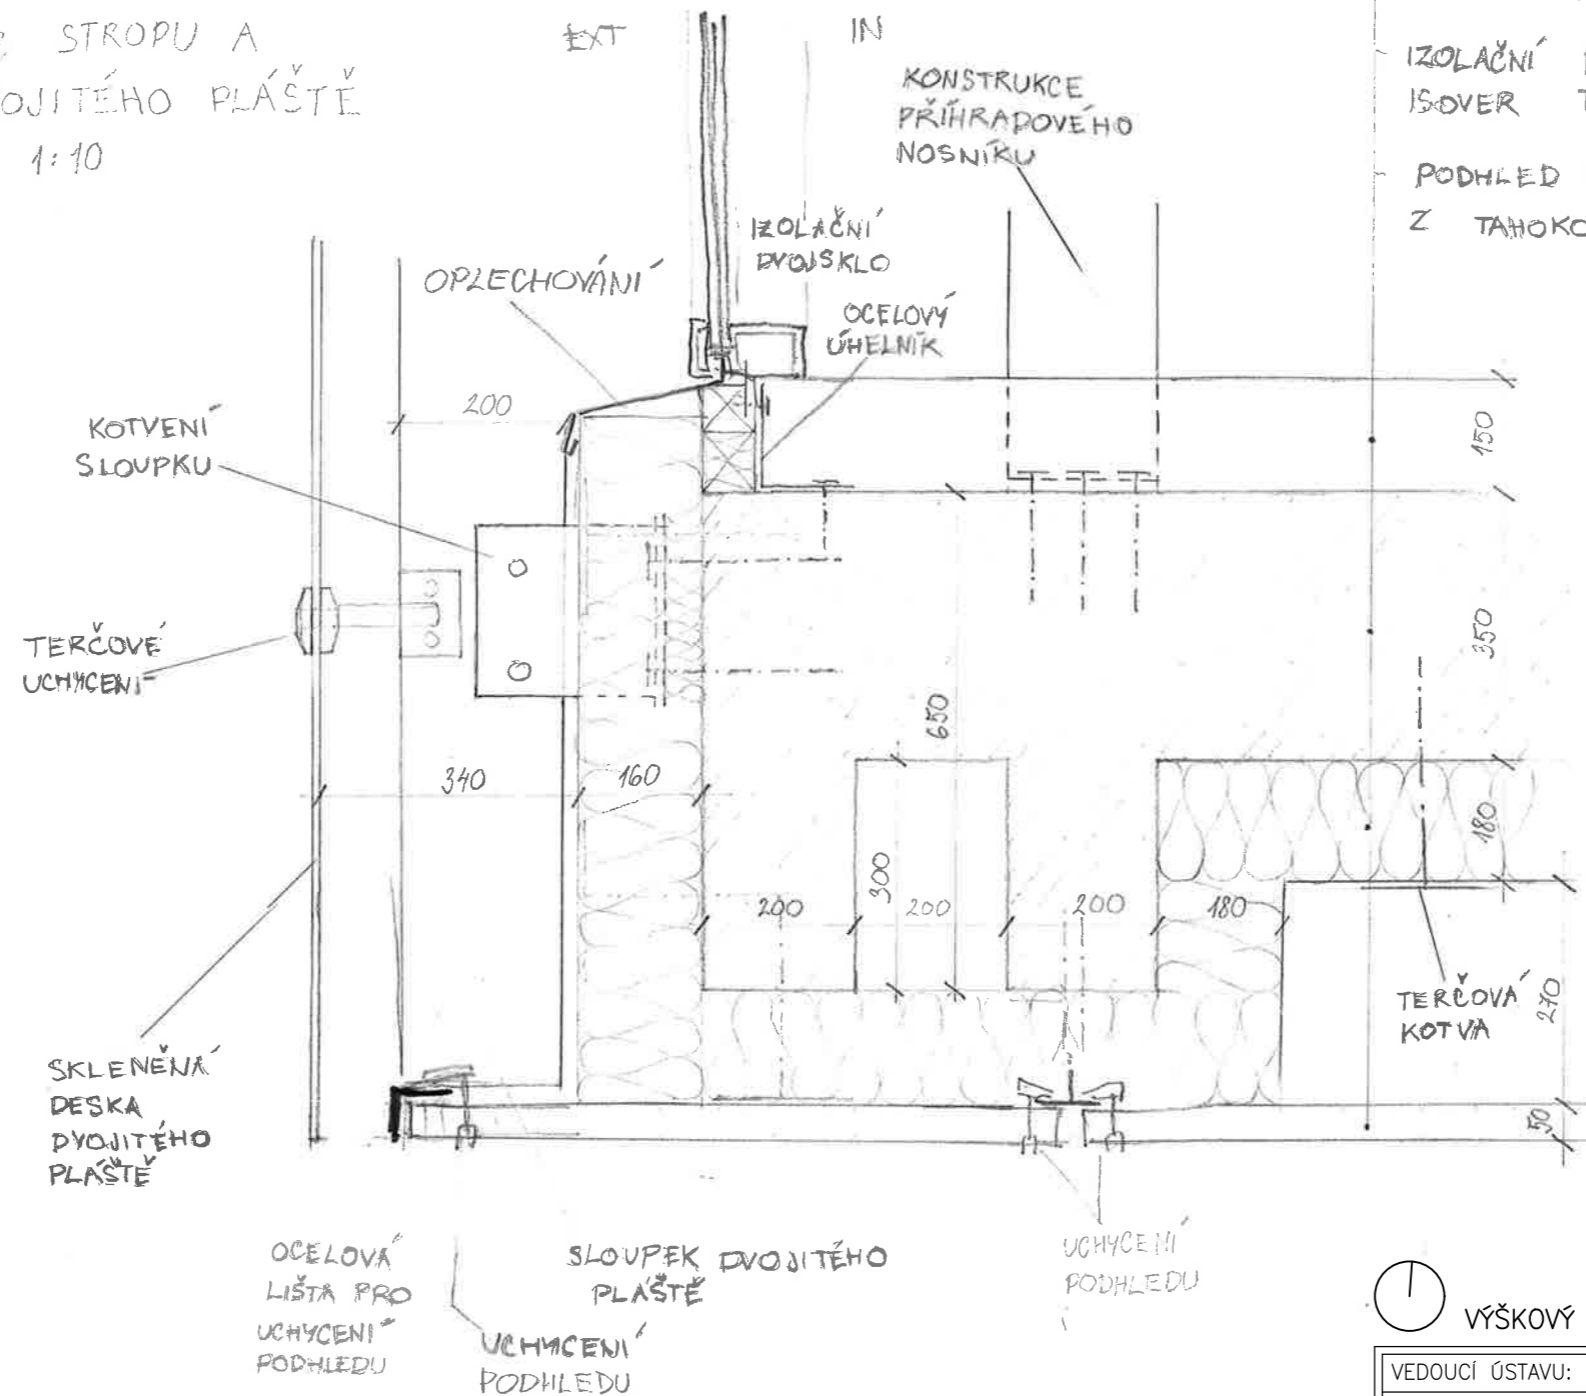 STROPU A
OJITÉHO PLÁŠTĚ
1:10
EXT
IN
KONSTRUKCE
PŘÍHRADOVÉHO
NOSNÍKU
IZOLAČNÍ
ISOVER
PODHLED
Z TAHOKO
IZOLAČNÍ
DVOJSKLO
OPLECHOVÁNÍ
OCELOVÝ
ÚHELNÍK
KOTVENÍ
SLOUPKU
200
150
TERČOVÉ
UCHYCENÍ
350
650
340
160
300
180
200
200
200
180
TERČOVÁ
KOTVA
270
50
SKLENĚNÁ
DESKA
DVOJITÉHO
PLÁŠTĚ
OCELOVÁ
LIŠTA PRO
UCHYCENÍ
PODHLEDU
SLOUPEK DVOJITÉHO
PLÁŠTĚ
UCHYCENÍ
PODHLEDU
UCHYCENÍ
PODHLEDU
VÝŠKOVÝ
VEDOUCÍ ÚSTAVU: